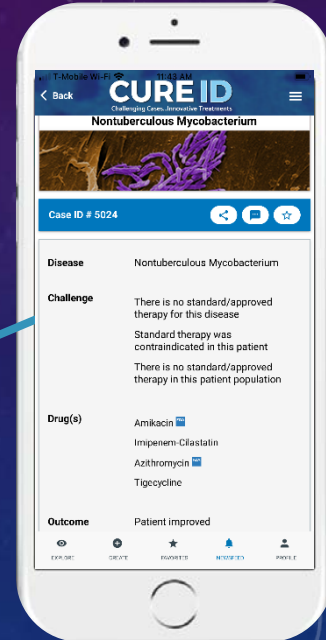 T-Mobile Wi-Fi 11:43 AM
Back
CURE ID
Challenging Cases...Innovative Treatments
Nontuberculous Mycobacterium
Case ID # 5024
Disease Nontuberculous Mycobacterium
Challenge There is no standard/approved
therapy for this disease
Standard therapy was
contraindicated in this patient
There is no standard/approved
therapy in this patient population
Drug(s) Amikacin
Imipenem-Cilastatin
Azithromycin
Tigecycline
Outcome Patient improved
EXPLORE CREATE FAVORITES PROFILE